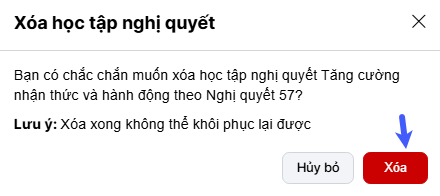 Xóa học tập nghị quyết
Bạn có chắc chắn muốn xóa học tập nghị quyết Tăng cường
nhận thức và hành động theo Nghị quyết 57?
Lưu ý: Xóa xong không thể khôi phục lại được
Hủy bỏ Xóa